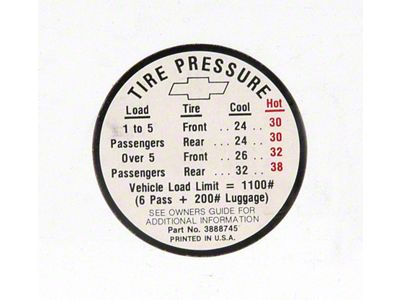 TIRE PRESSURE
Load Tire Cool Hot
1 to 5 Front .. 24 .. 30
Passengers Rear .. 24 .. 30
Over 5 Front .. 26 .. 32
Passengers Rear .. 32 .. 38
Vehicle Load Limit = 1100#
(6 Pass + 200# Luggage)
SEE OWNERS GUIDE FOR
ADDITIONAL INFORMATION
Part No. 3888745
PRINTED IN U.S.A.